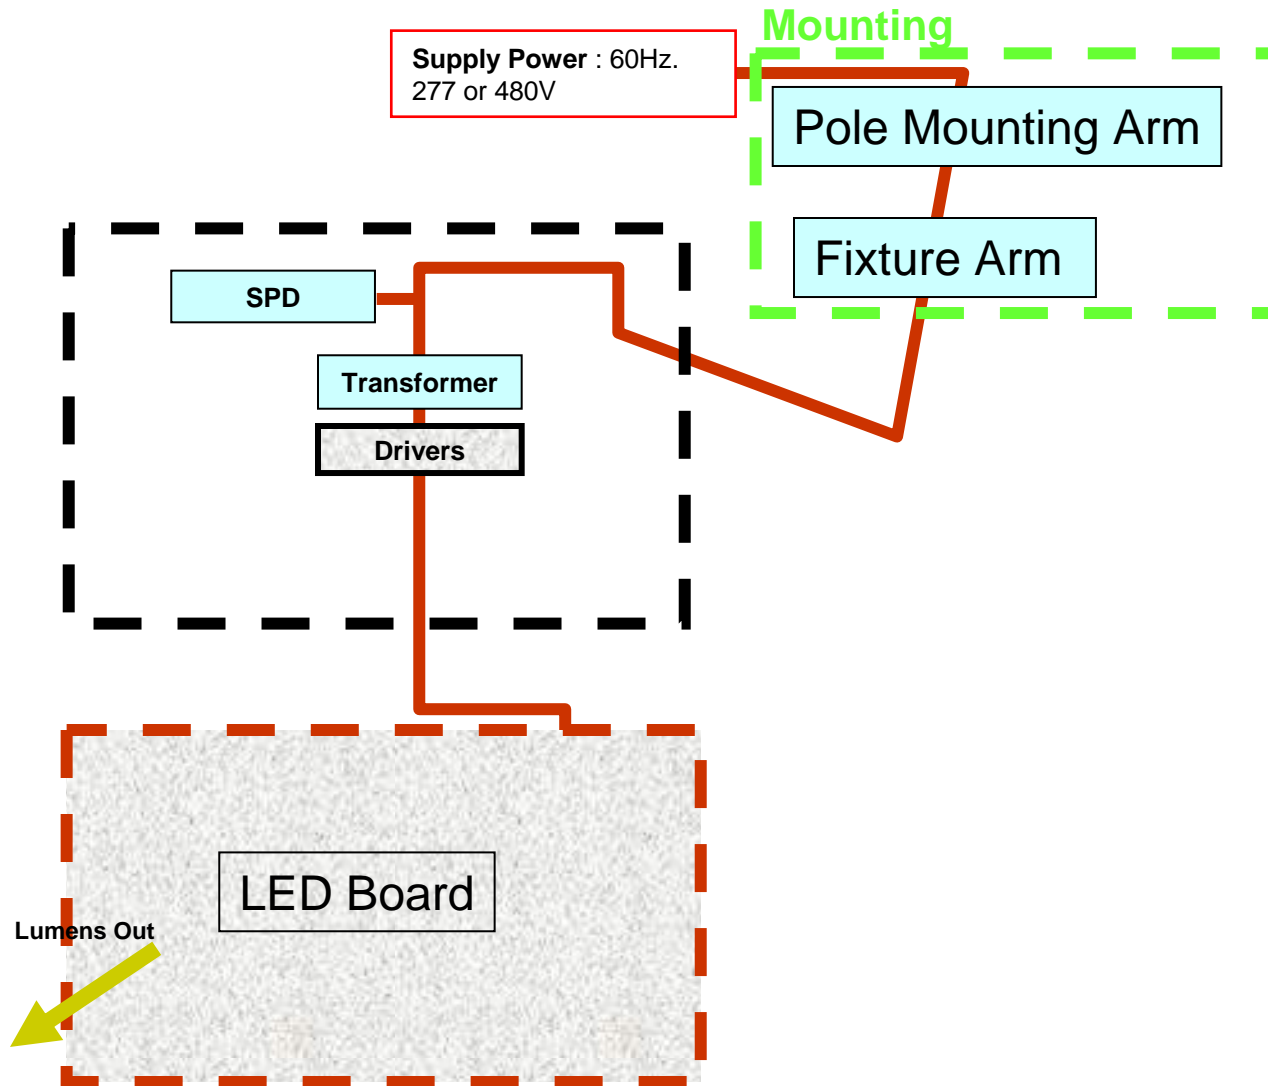 Mounting
Supply Power : 60Hz.
277 or 480V
Pole Mounting Arm
Fixture Arm
SPD
Transformer
Drivers
LED Board
Lumens Out